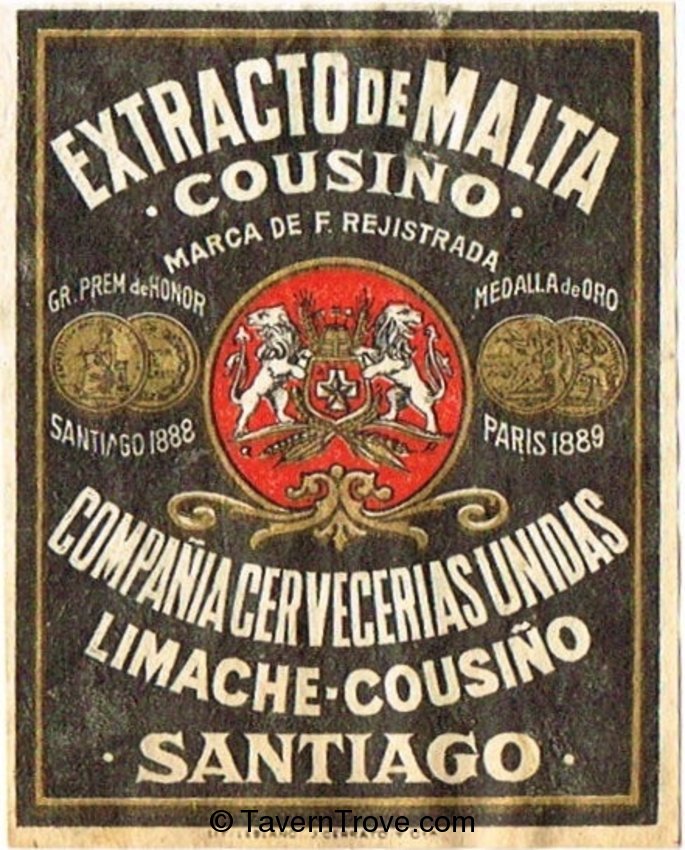 EXTRACTO DE MALTA
· COUSIÑO ·
MARCA DE F. REJISTRADA
GR. PREM de HONOR
SANTIAGO 1888
MEDALLA de ORO
PARIS 1889
COMPAÑIA CERVECERIAS UNIDAS
LIMACHE-COUSIÑO
· SANTIAGO ·
© TavernTrove.com